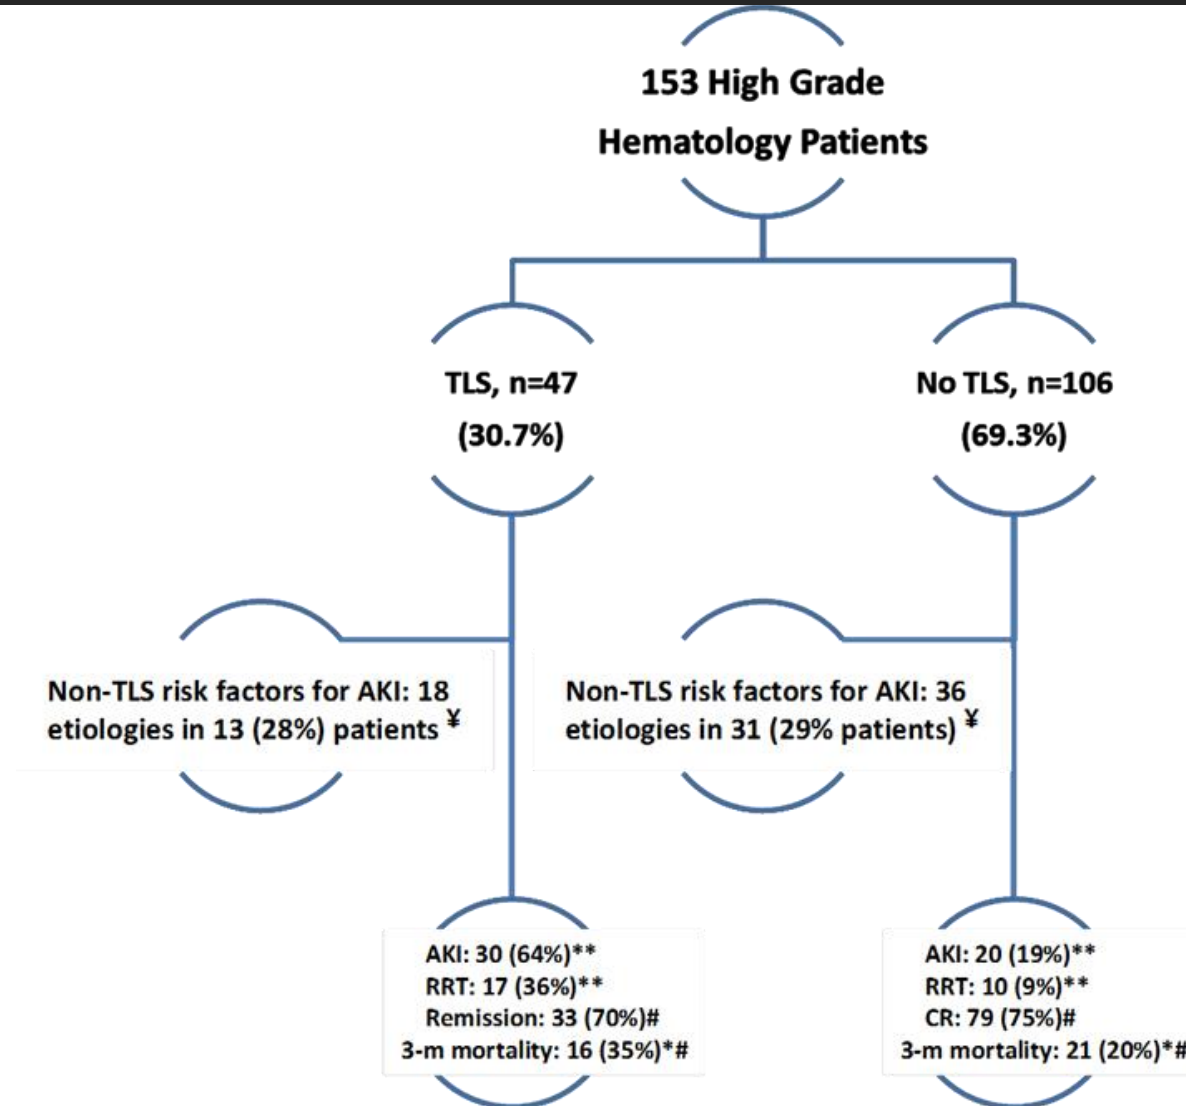 153 High Grade
Hematology Patients
TLS, n=47
(30.7%)
No TLS, n=106
(69.3%)
Non-TLS risk factors for AKI: 18
etiologies in 13 (28%) patients ¥
Non-TLS risk factors for AKI: 36
etiologies in 31 (29% patients) ¥
AKI: 30 (64%)**
RRT: 17 (36%)**
Remission: 33 (70%)#
3-m mortality: 16 (35%)*#
AKI: 20 (19%)**
RRT: 10 (9%)**
CR: 79 (75%)#
3-m mortality: 21 (20%)*#